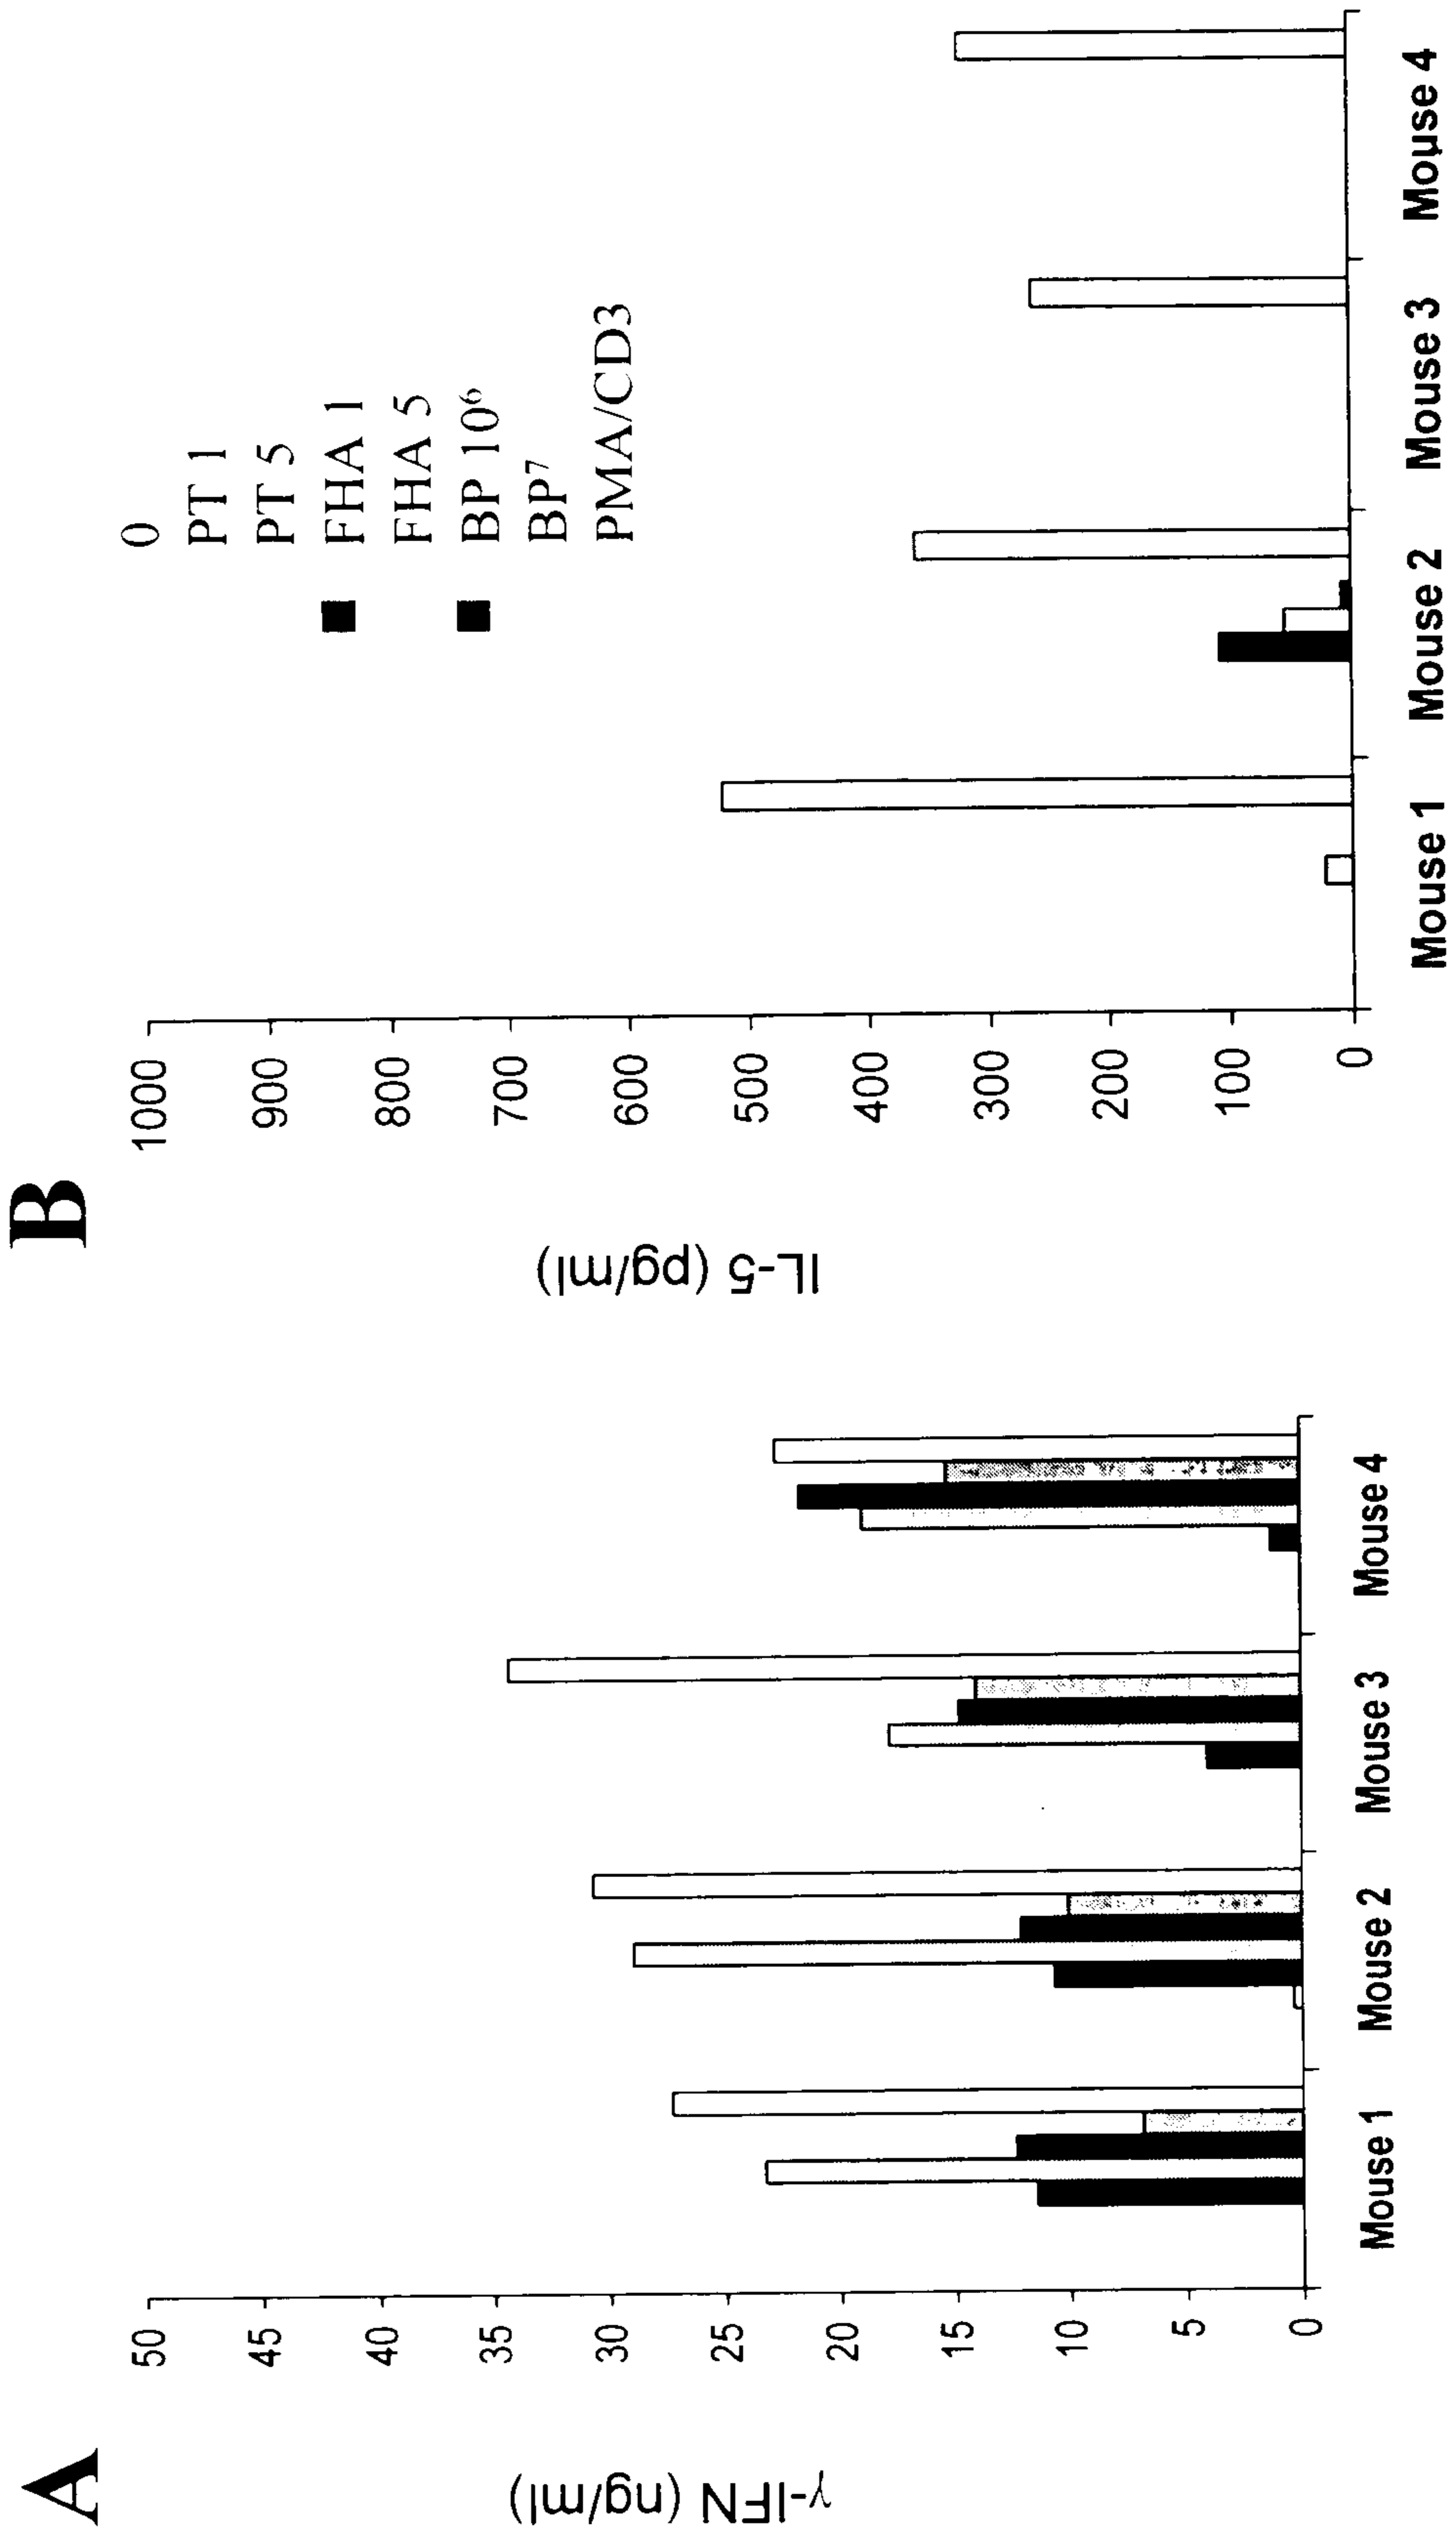 A
γ-IFN (ng/ml)
50
45
40
35
30
25
20
15
10
5
0
Mouse 1
Mouse 2
Mouse 3
Mouse 4
B
IL-5 (pg/ml)
1000
900
800
700
600
500
400
300
200
100
0
0
PT 1
PT 5
FHA 1
FHA 5
BP 10⁶
BP⁷
PMA/CD3
Mouse 1
Mouse 2
Mouse 3
Mouse 4